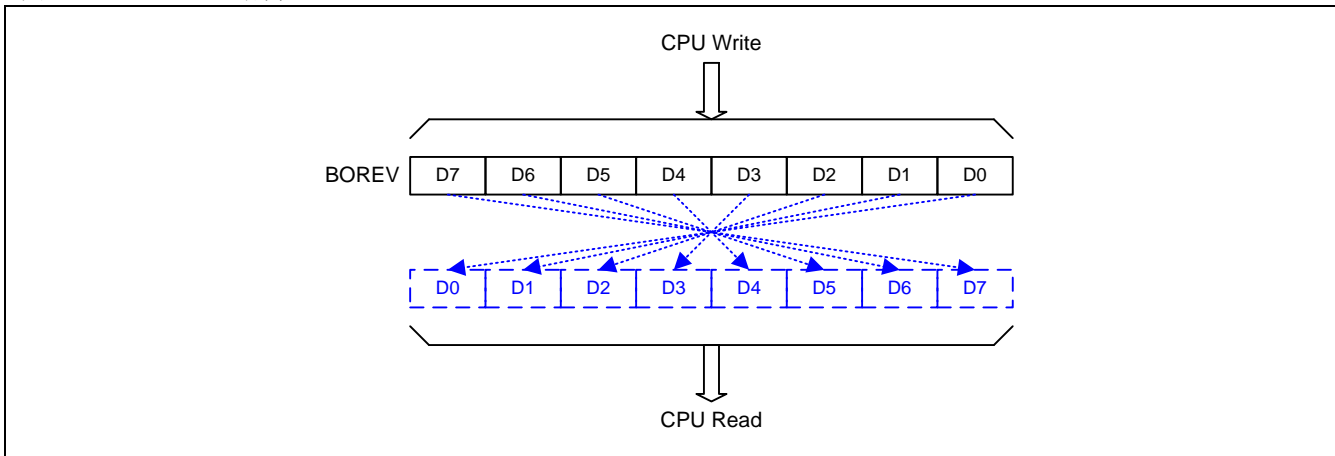 CPU Write
BOREV D7 D6 D5 D4 D3 D2 D1 D0
D0 D1 D2 D3 D4 D5 D6 D7
CPU Read